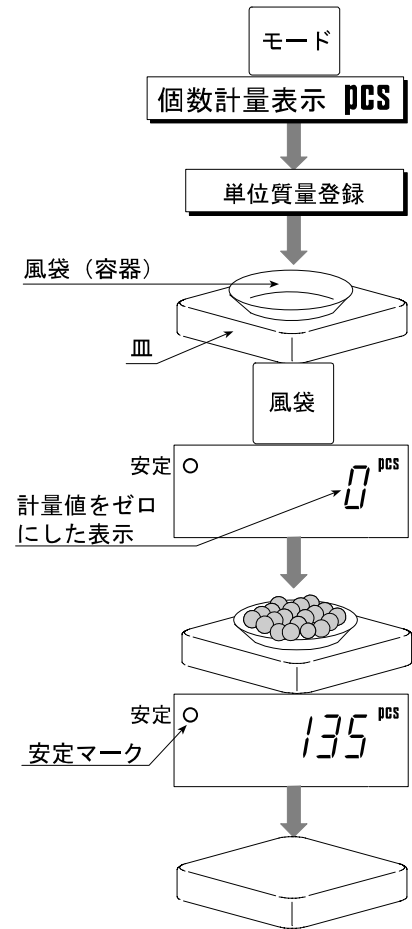 モード
個数計量表示 pcs
単位質量登録
風袋（容器）
皿
風袋
安定 pcs
0
計量値をゼロ
にした表示
安定 pcs
135
安定マーク